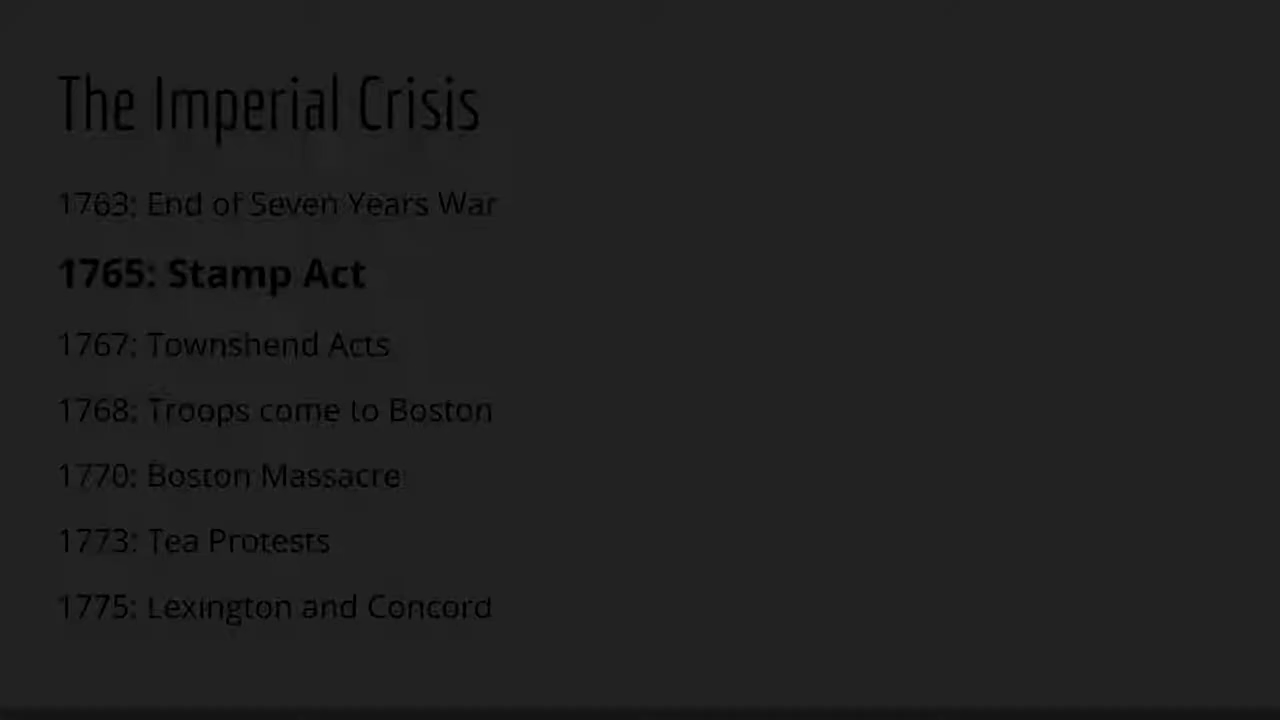 The Imperial Crisis
1763: End of Seven Years War
1765: Stamp Act
1767: Townshend Acts
1768: Troops come to Boston
1770: Boston Massacre
1773: Tea Protests
1775: Lexington and Concord